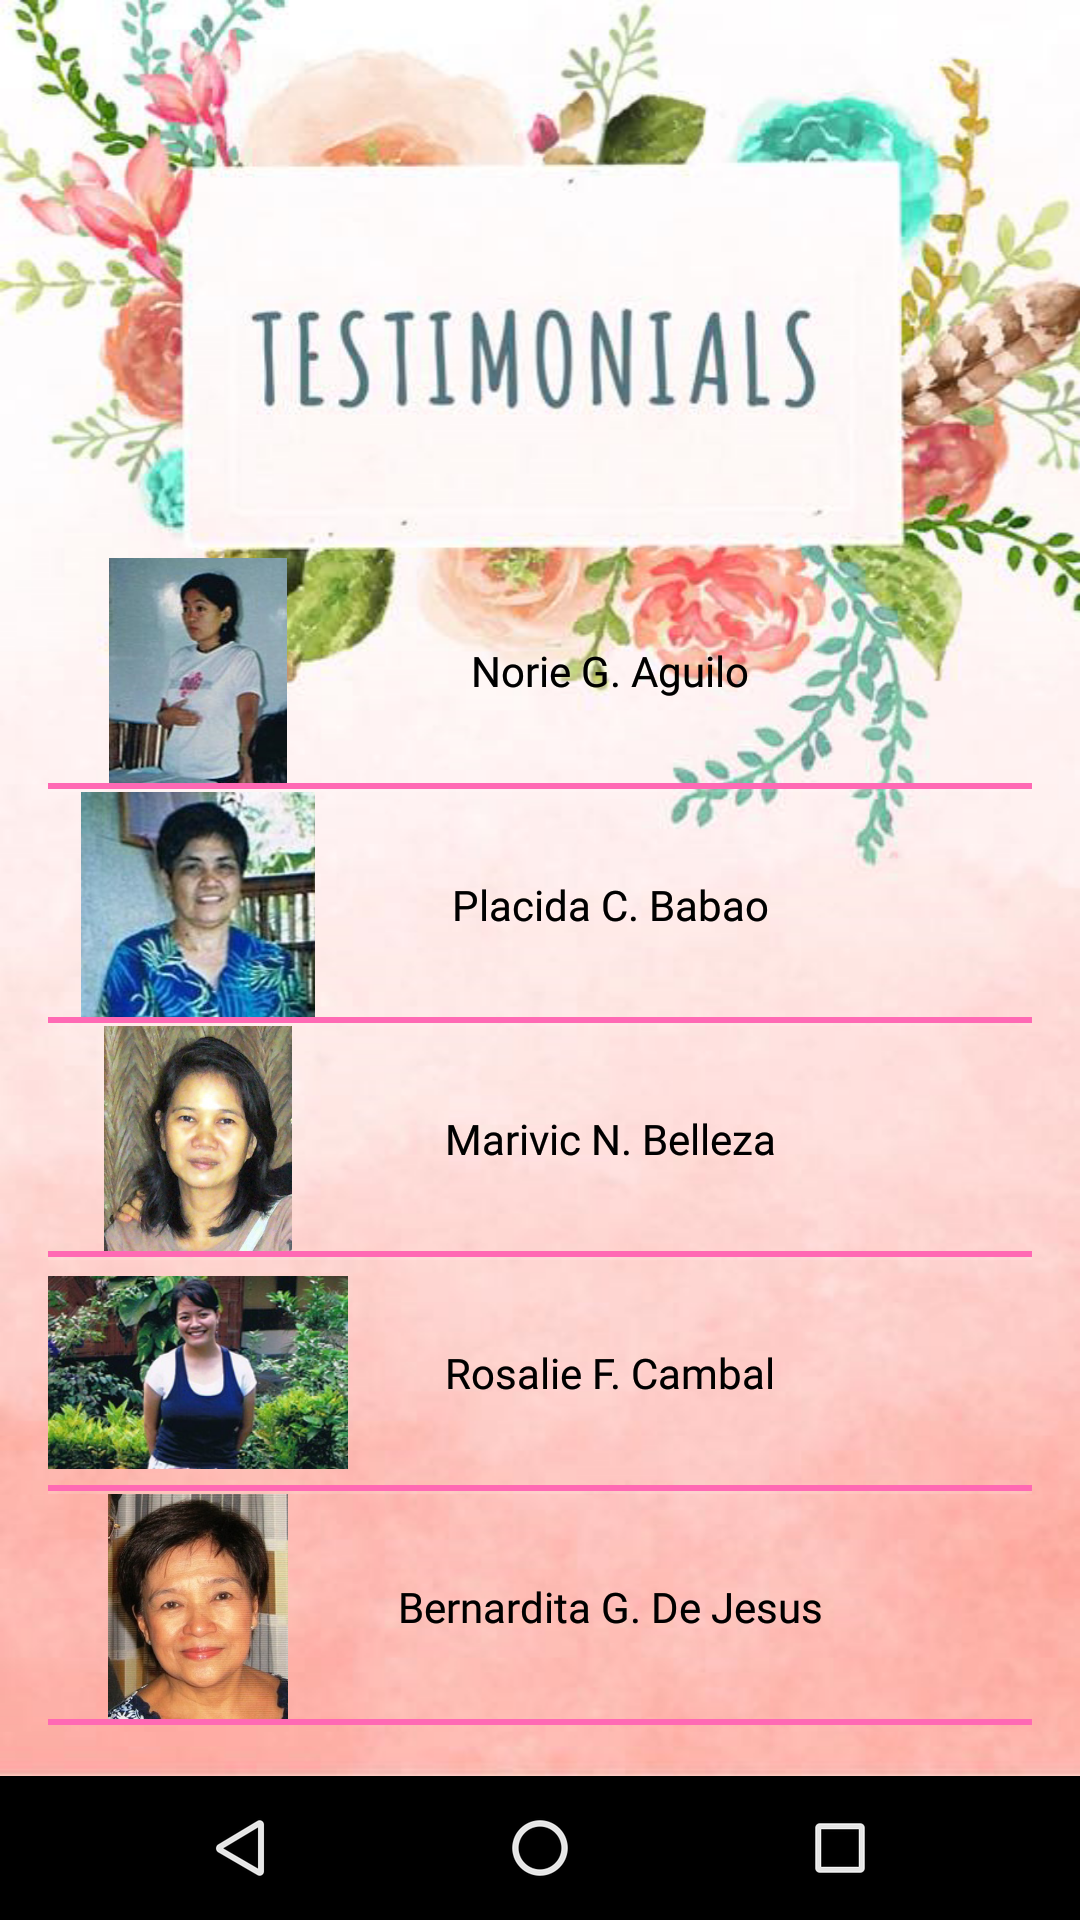 TESTIMONIALS
Norie G. Aguilo
Placida C. Babao
Marivic N. Belleza
Rosalie F. Cambal
Bernardita G. De Jesus